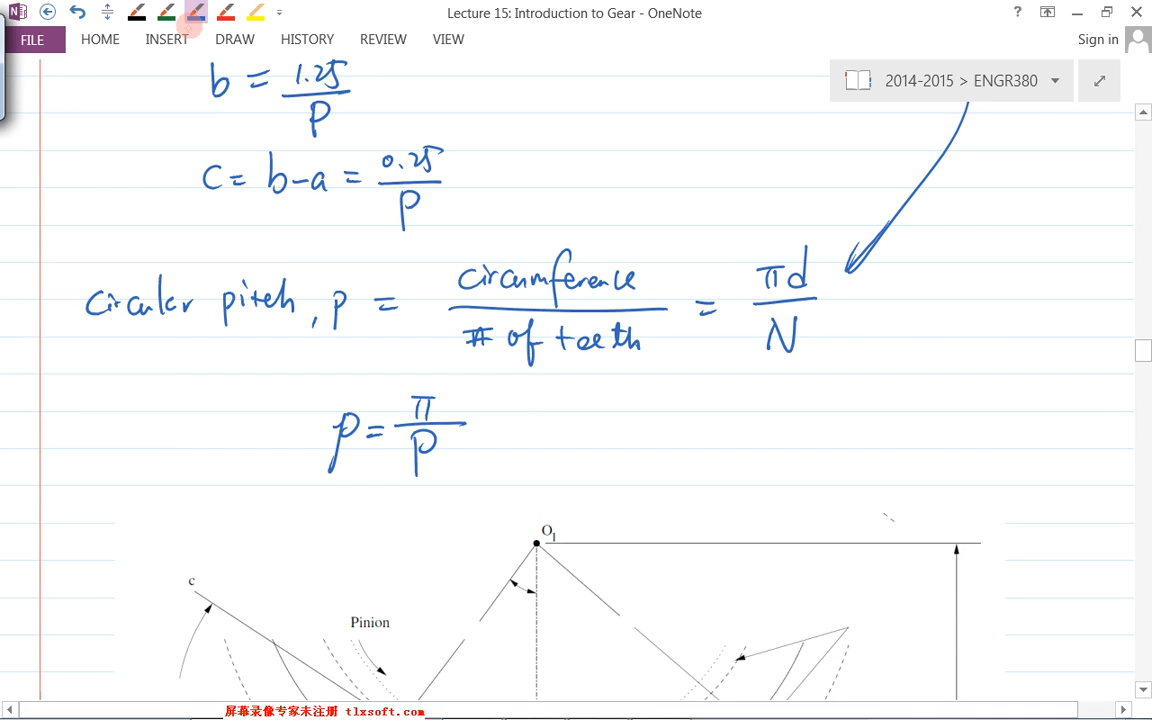 Lecture 15: Introduction to Gear - OneNote
?
FILE HOME INSERT DRAW HISTORY REVIEW VIEW Sign in
2014-2015 > ENGR380
b = 1.25/P
c = b-a = 0.25/P
Circular pitch, p = circumference / # of teeth = πd/N
p = π/P
O1
c
Pinion
屏幕录像专家未注册 tlxsoft.com